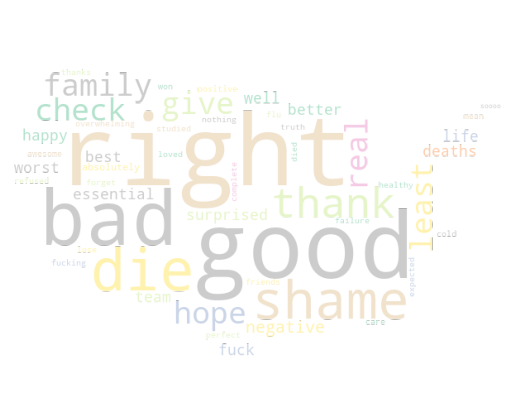 thanks
family
won
positive
give
well
check
overwhelming
studied
nothing
flu
better
mean
happy
right
truth
real
life
awesome
best
loved
died
deaths
worst
absolutely
complete
refused
forget
essential
healthy
bad
good
surprised
thank
failure
least
cold
fucking
die
team
friends
expected
hope
shame
negative
care
perfect
fuck